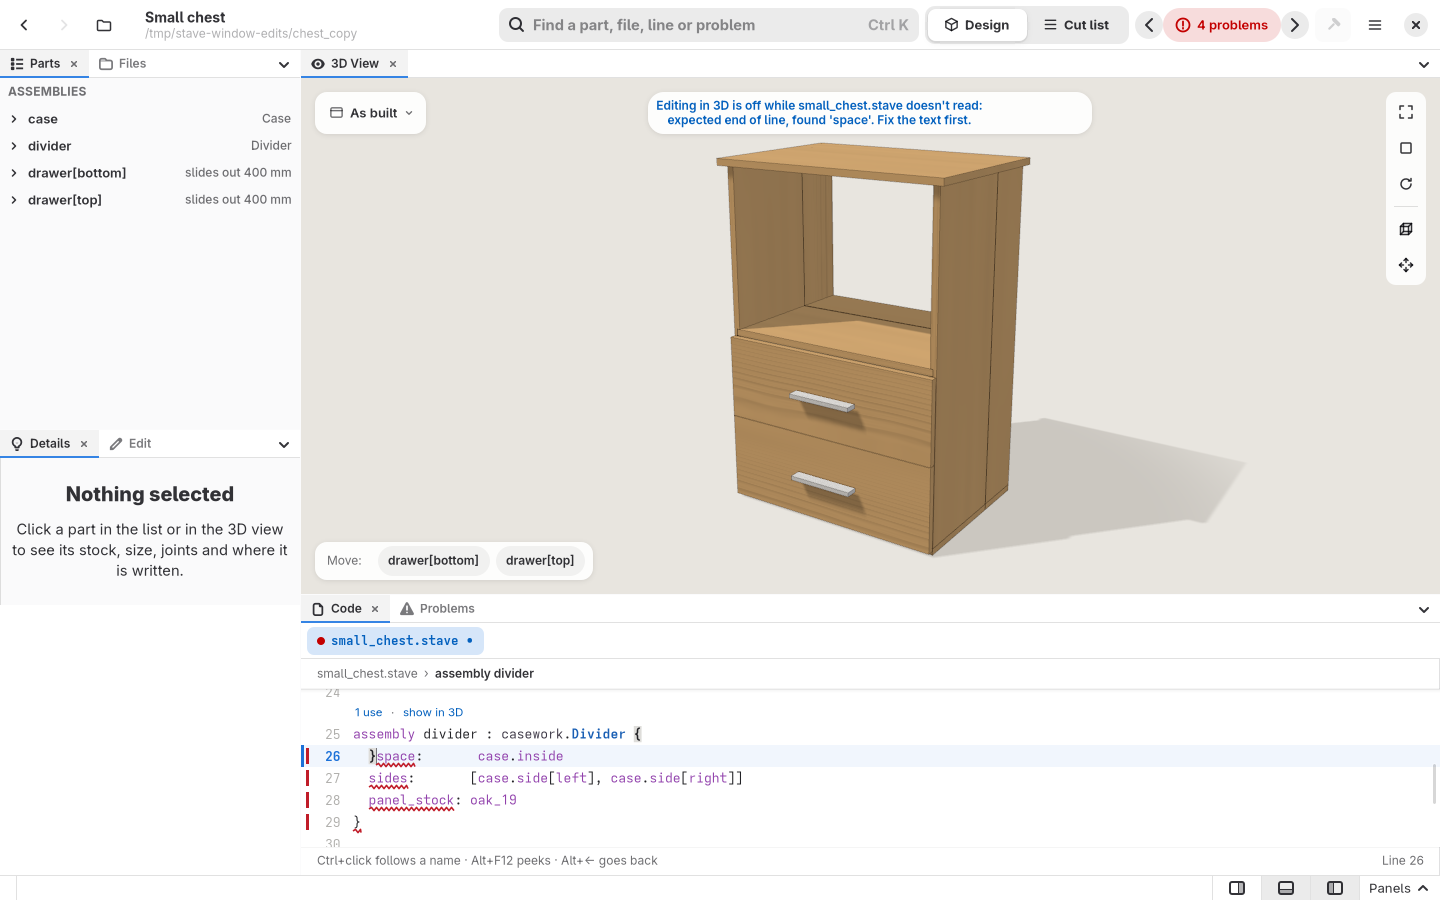 Small chest
/tmp/stave-window-edits/chest_copy
Find a part, file, line or problem
Ctrl K
Design
Cut list
4 problems
Parts
Files
3D View
ASSEMBLIES
case
Case
divider
Divider
drawer[bottom]
slides out 400 mm
drawer[top]
slides out 400 mm
As built
Editing in 3D is off while small_chest.stave doesn't read:
expected end of line, found 'space'. Fix the text first.
Details
Edit
Nothing selected
Click a part in the list or in the 3D view
to see its stock, size, joints and where it
is written.
Move:
drawer[bottom]
drawer[top]
Code
Problems
small_chest.stave •
small_chest.stave › assembly divider
24
1 use · show in 3D
25 assembly divider : casework.Divider {
26 }space: case.inside
27 sides: [case.side[left], case.side[right]]
28 panel_stock: oak_19
29 }
30
Ctrl+click follows a name · Alt+F12 peeks · Alt+← goes back
Line 26
Panels